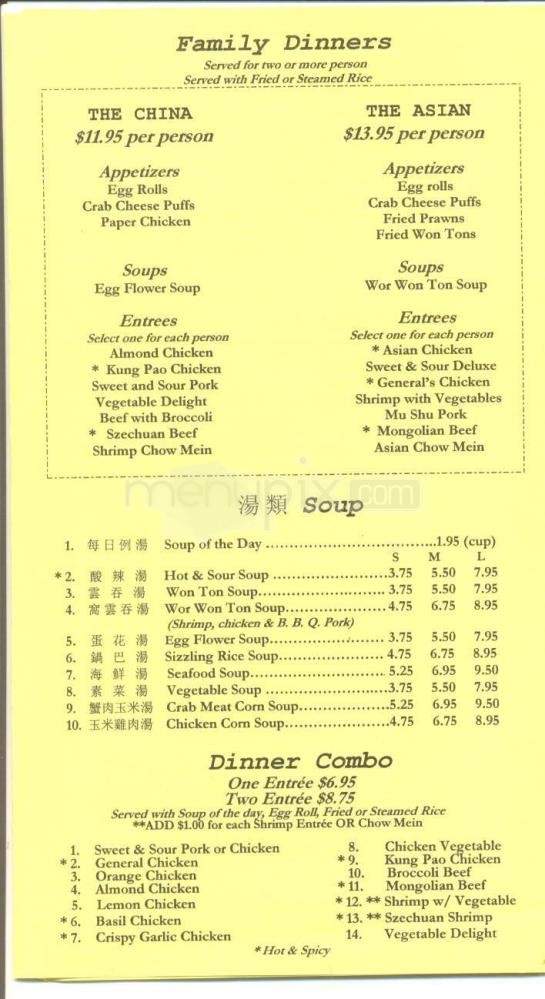 Family Dinners
Served for two or more person
Served with Fried or Steamed Rice
THE CHINA
$11.95 per person
Appetizers
Egg Rolls
Crab Cheese Puffs
Paper Chicken
Soups
Egg Flower Soup
Entrees
Select one for each person
Almond Chicken
* Kung Pao Chicken
Sweet and Sour Pork
Vegetable Delight
Beef with Broccoli
* Szechuan Beef
Shrimp Chow Mein
THE ASIAN
$13.95 per person
Appetizers
Egg rolls
Crab Cheese Puffs
Fried Prawns
Fried Won Tons
Soups
Wor Won Ton Soup
Entrees
Select one for each person
* Asian Chicken
Sweet & Sour Deluxe
* General's Chicken
Shrimp with Vegetables
Mu Shu Pork
* Mongolian Beef
Asian Chow Mein
menupix.com
湯類 Soup
1. 每日例湯 Soup of the Day ...........................1.95 (cup)
S M L
*2. 酸辣湯 Hot & Sour Soup ......................3.75 5.50 7.95
3. 雲吞湯 Won Ton Soup......................3.75 5.50 7.95
4. 窩雲吞湯 Wor Won Ton Soup...................4.75 6.75 8.95
(Shrimp, chicken & B. B. Q. Pork)
5. 蛋花湯 Egg Flower Soup......................3.75 5.50 7.95
6. 鍋巴湯 Sizzling Rice Soup....................4.75 6.75 8.95
7. 海鮮湯 Seafood Soup..........................5.25 6.95 9.50
8. 素菜湯 Vegetable Soup ......................3.75 5.50 7.95
9. 蟹肉玉米湯 Crab Meat Corn Soup.................5.25 6.95 9.50
10. 玉米雞肉湯 Chicken Corn Soup....................4.75 6.75 8.95
Dinner Combo
One Entrée $6.95
Two Entrée $8.75
Served with Soup of the day, Egg Roll, Fried or Steamed Rice
**ADD $1.00 for each Shrimp Entrée OR Chow Mein
1. Sweet & Sour Pork or Chicken
*2. General Chicken
3. Orange Chicken
4. Almond Chicken
5. Lemon Chicken
*6. Basil Chicken
*7. Crispy Garlic Chicken
8. Chicken Vegetable
*9. Kung Pao Chicken
10. Broccoli Beef
*11. Mongolian Beef
*12. ** Shrimp w/ Vegetable
*13. ** Szechuan Shrimp
14. Vegetable Delight
*Hot & Spicy